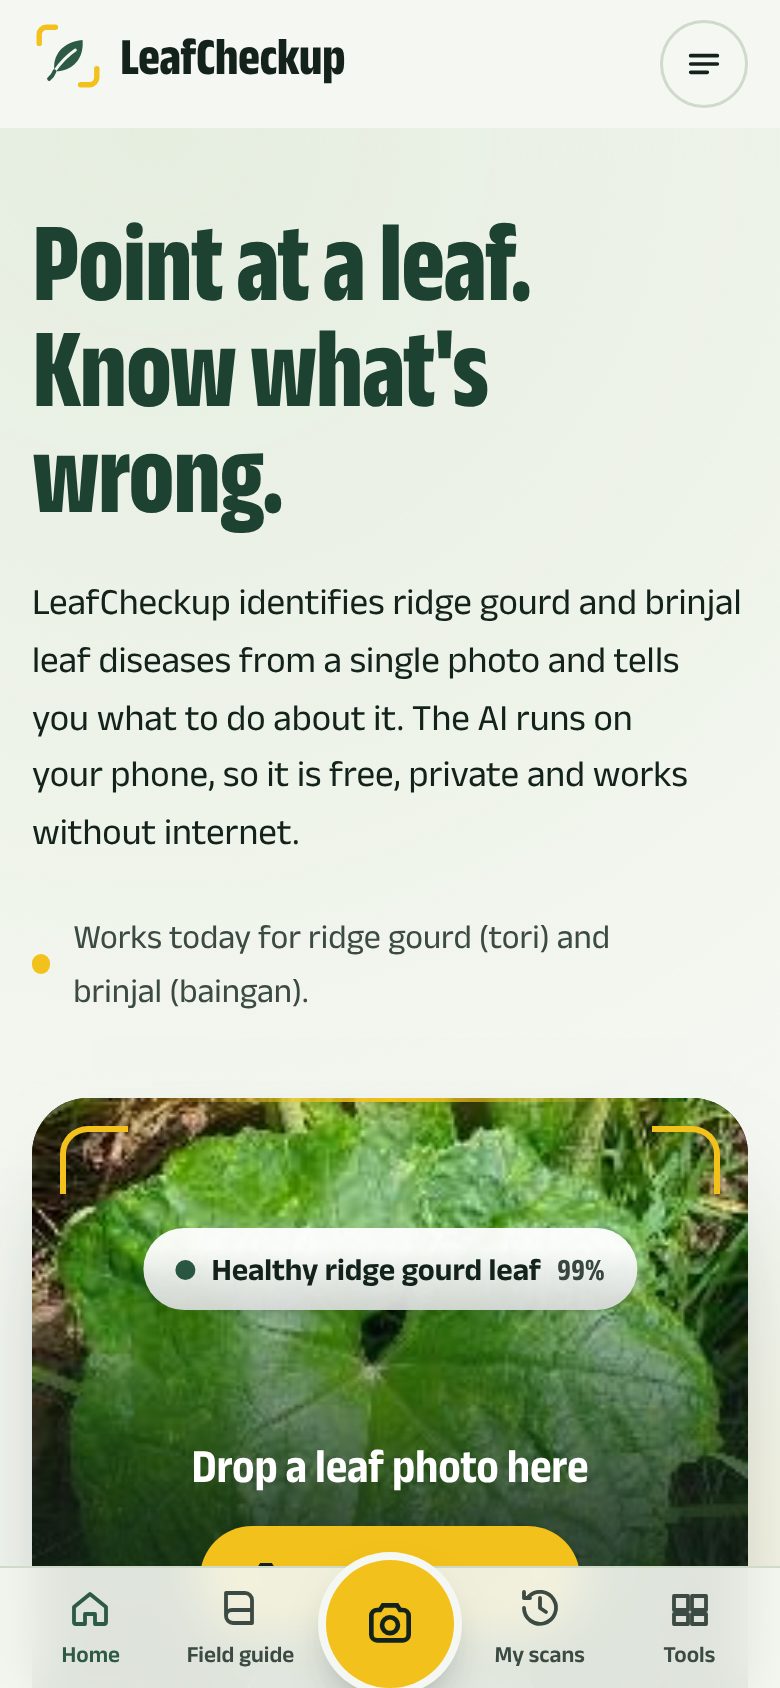 LeafCheckup
Point at a leaf.
Know what's
wrong.
LeafCheckup identifies ridge gourd and brinjal
leaf diseases from a single photo and tells
you what to do about it. The AI runs on
your phone, so it is free, private and works
without internet.
Works today for ridge gourd (tori) and
brinjal (baingan).
Healthy ridge gourd leaf 99%
Drop a leaf photo here
Home Field guide My scans Tools